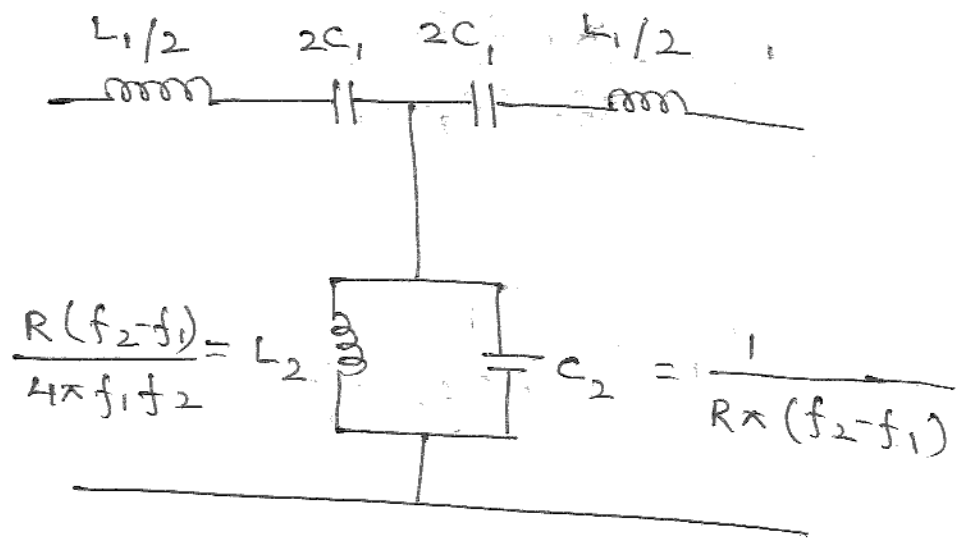 L₁/2 2C₁ 2C₁ L₁/2
R(f₂-f₁)/4πf₁f₂ = L₂
C₂ = 1/Rπ(f₂-f₁)